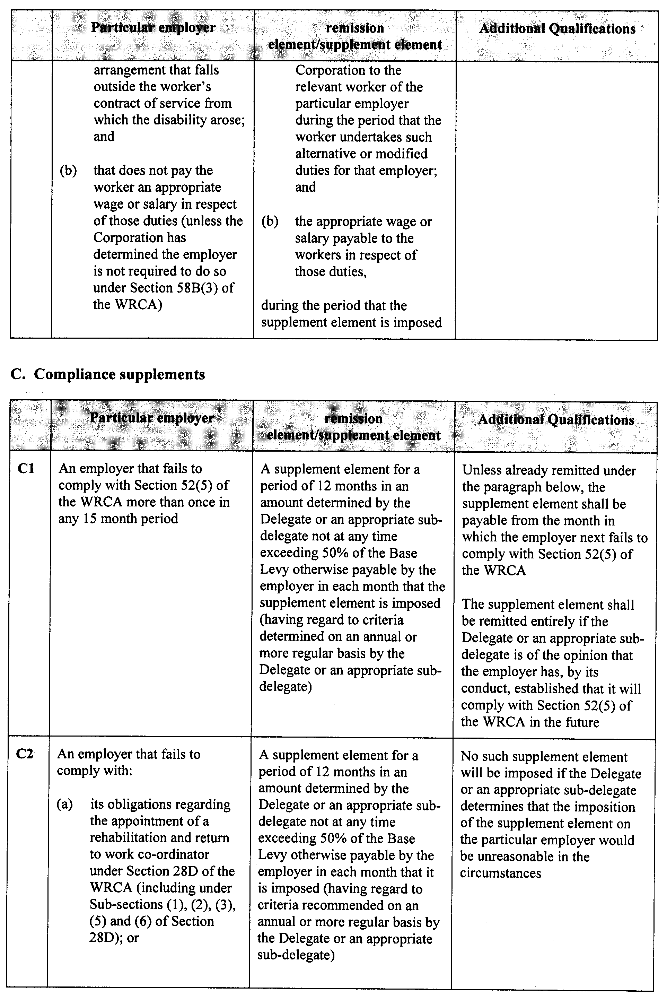 Particular employer
remission
element/supplement element
Additional Qualifications
arrangement that falls
outside the worker's
contract of service from
which the disability arose;
and
(b) that does not pay the
worker an appropriate
wage or salary in respect
of those duties (unless the
Corporation has
determined the employer
is not required to do so
under Section 58B(3) of
the WRCA)
Corporation to the
relevant worker of the
particular employer
during the period that the
worker undertakes such
alternative or modified
duties for that employer;
and
(b) the appropriate wage or
salary payable to the
workers in respect of
those duties,
during the period that the
supplement element is imposed
C. Compliance supplements
Particular employer
remission
element/supplement element
Additional Qualifications
C1
An employer that fails to
comply with Section 52(5) of
the WRCA more than once in
any 15 month period
A supplement element for a
period of 12 months in an
amount determined by the
Delegate or an appropriate sub-
delegate not at any time
exceeding 50% of the Base
Levy otherwise payable by the
employer in each month that the
supplement element is imposed
(having regard to criteria
determined on an annual or
more regular basis by the
Delegate or an appropriate sub-
delegate)
Unless already remitted under
the paragraph below, the
supplement element shall be
payable from the month in
which the employer next fails to
comply with Section 52(5) of
the WRCA
The supplement element shall
be remitted entirely if the
Delegate or an appropriate sub-
delegate is of the opinion that
the employer has, by its
conduct, established that it will
comply with Section 52(5) of
the WRCA in the future
C2
An employer that fails to
comply with:
(a) its obligations regarding
the appointment of a
rehabilitation and return
to work co-ordinator
under Section 28D of the
WRCA (including under
Sub-sections (1), (2), (3),
(5) and (6) of Section
28D); or
A supplement element for a
period of 12 months in an
amount determined by the
Delegate or an appropriate sub-
delegate not at any time
exceeding 50% of the Base
Levy otherwise payable by the
employer in each month that it
is imposed (having regard to
criteria recommended on an
annual or more regular basis by
the Delegate or an appropriate
sub-delegate)
No such supplement element
will be imposed if the Delegate
or an appropriate sub-delegate
determines that the imposition
of the supplement element on
the particular employer would
be unreasonable in the
circumstances